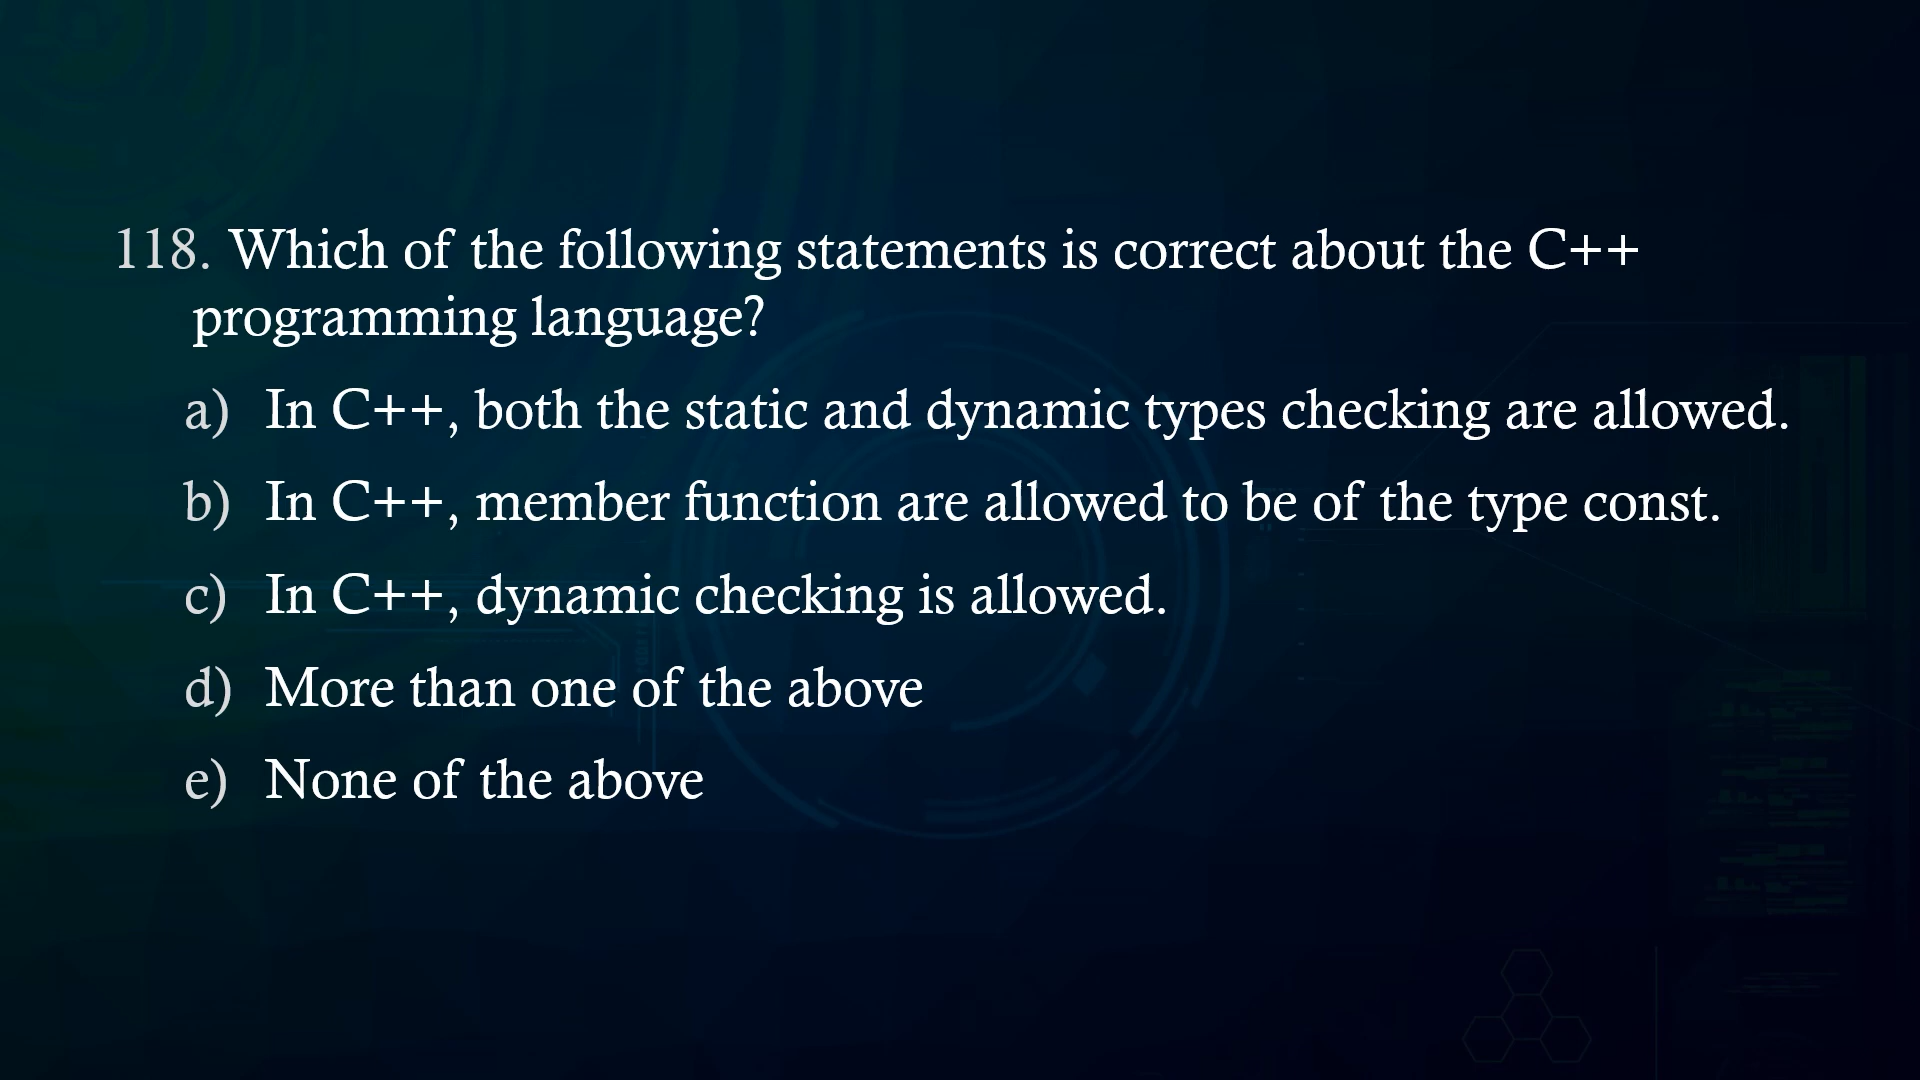 118. Which of the following statements is correct about the C++
programming language?
a) In C++, both the static and dynamic types checking are allowed.
b) In C++, member function are allowed to be of the type const.
c) In C++, dynamic checking is allowed.
d) More than one of the above
e) None of the above